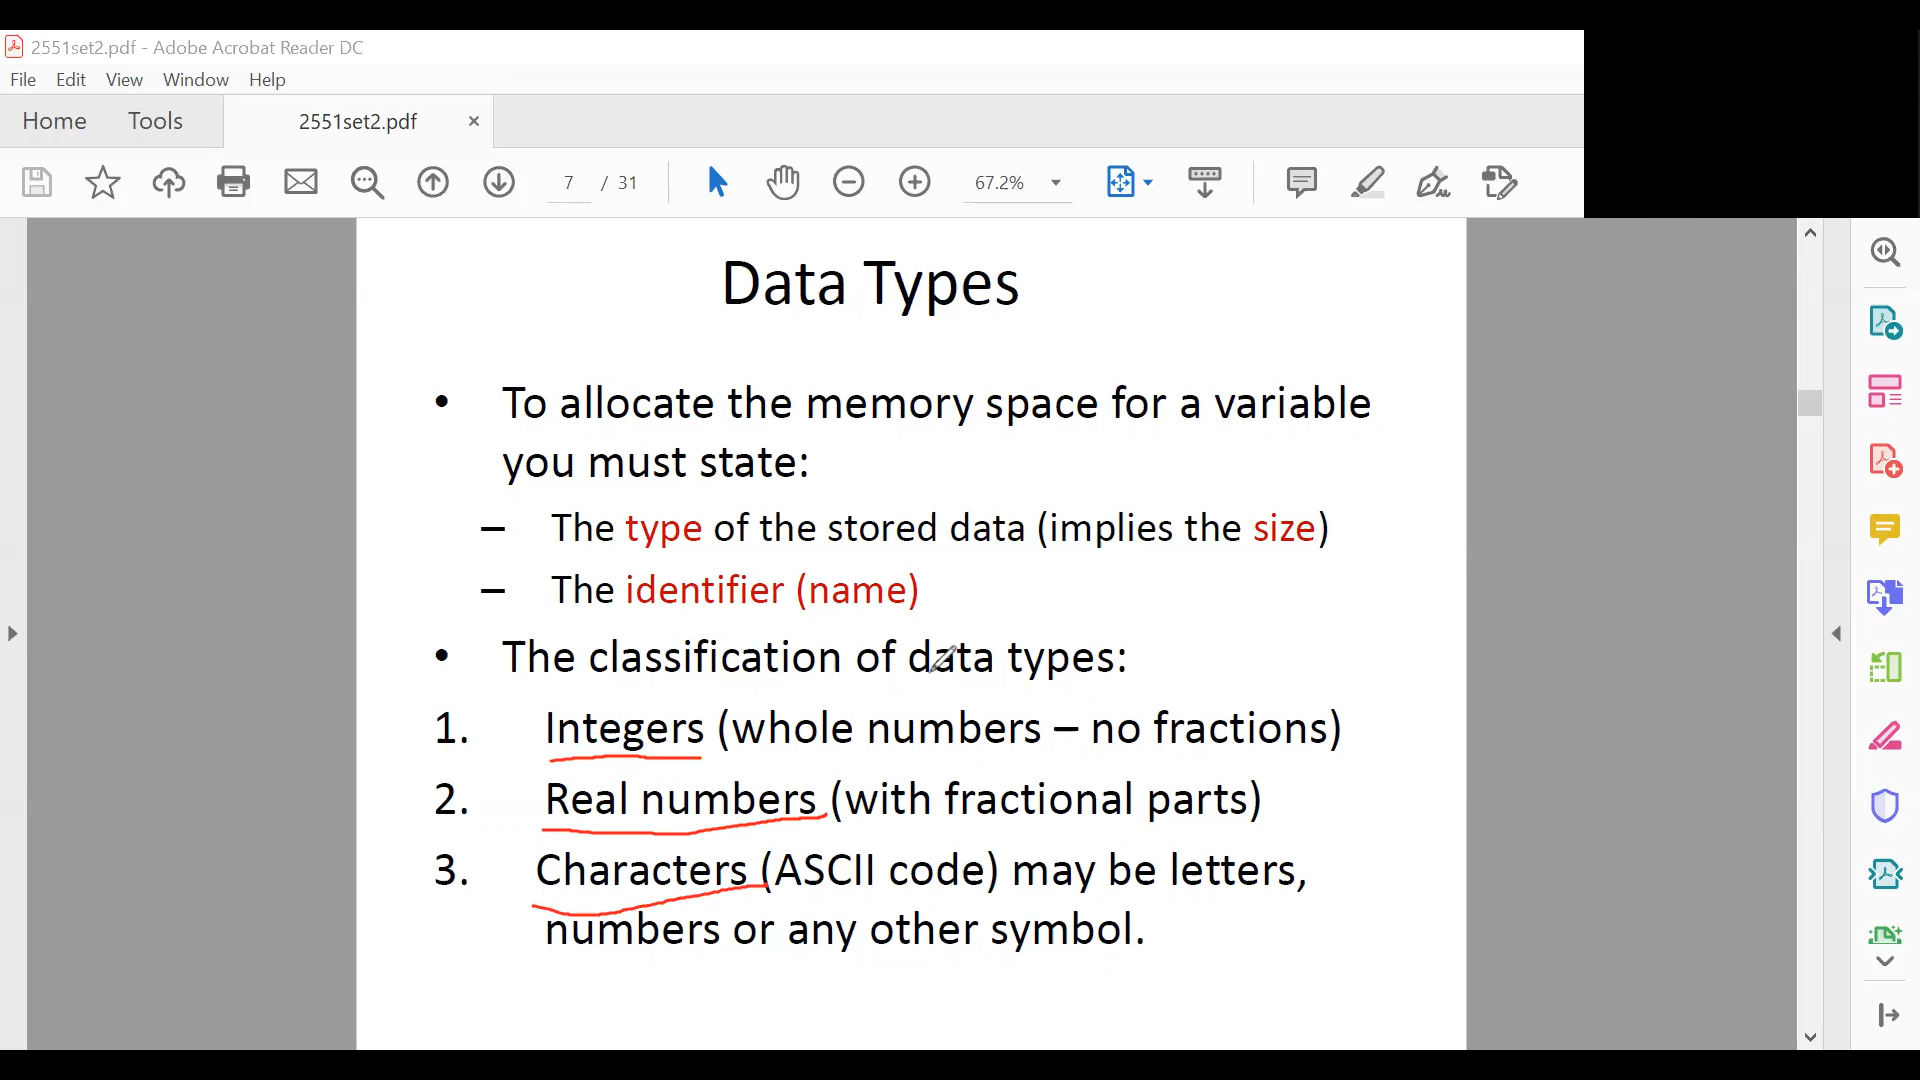 2551set2.pdf - Adobe Acrobat Reader DC
File Edit View Window Help
Home Tools 2551set2.pdf ×
7 / 31 67.2%
Data Types
• To allocate the memory space for a variable
you must state:
– The type of the stored data (implies the size)
– The identifier (name)
• The classification of data types:
1. Integers (whole numbers – no fractions)
2. Real numbers (with fractional parts)
3. Characters (ASCII code) may be letters,
numbers or any other symbol.